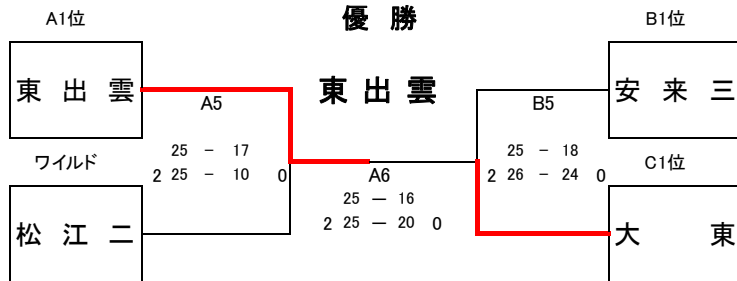 A1位
優 勝
B1位
東 出 雲
東 出 雲
安 来 三
A5
B5
25 － 17
2 25 － 10 0
25 － 18
2 26 － 24 0
ワイルド
C1位
A6
25 － 16
2 25 － 20 0
松 江 二
大 東